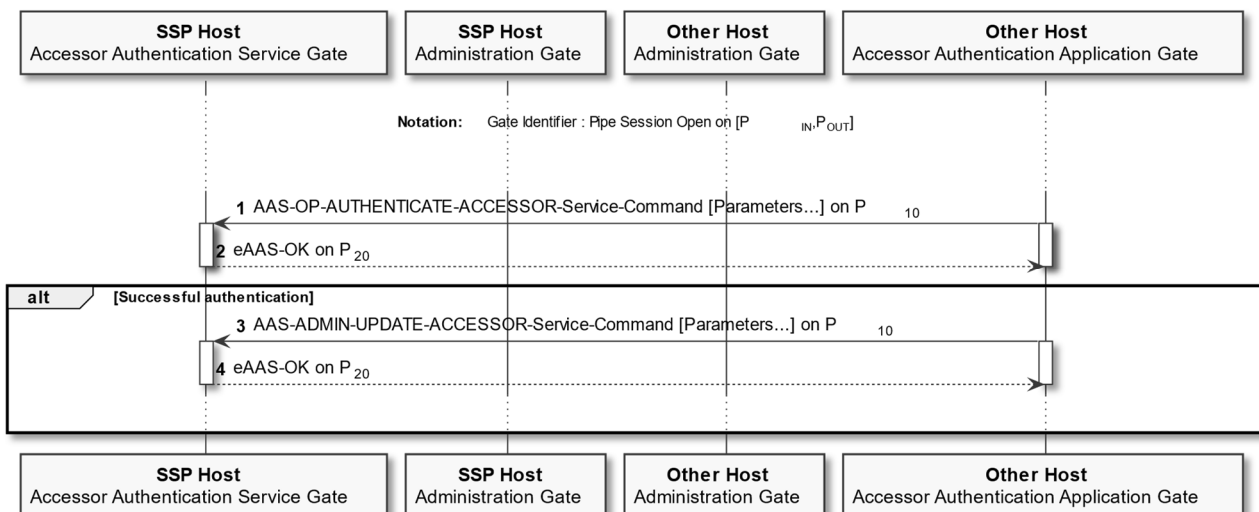 SSP Host
Accessor Authentication Service Gate
SSP Host
Administration Gate
Other Host
Administration Gate
Other Host
Accessor Authentication Application Gate
Notation: Gate Identifier : Pipe Session Open on [P IN,POUT]
1 AAS-OP-AUTHENTICATE-ACCESSOR-Service-Command [Parameters...] on P 10
2 eAAS-OK on P20
alt [Successful authentication]
3 AAS-ADMIN-UPDATE-ACCESSOR-Service-Command [Parameters...] on P 10
4 eAAS-OK on P20
SSP Host
Accessor Authentication Service Gate
SSP Host
Administration Gate
Other Host
Administration Gate
Other Host
Accessor Authentication Application Gate